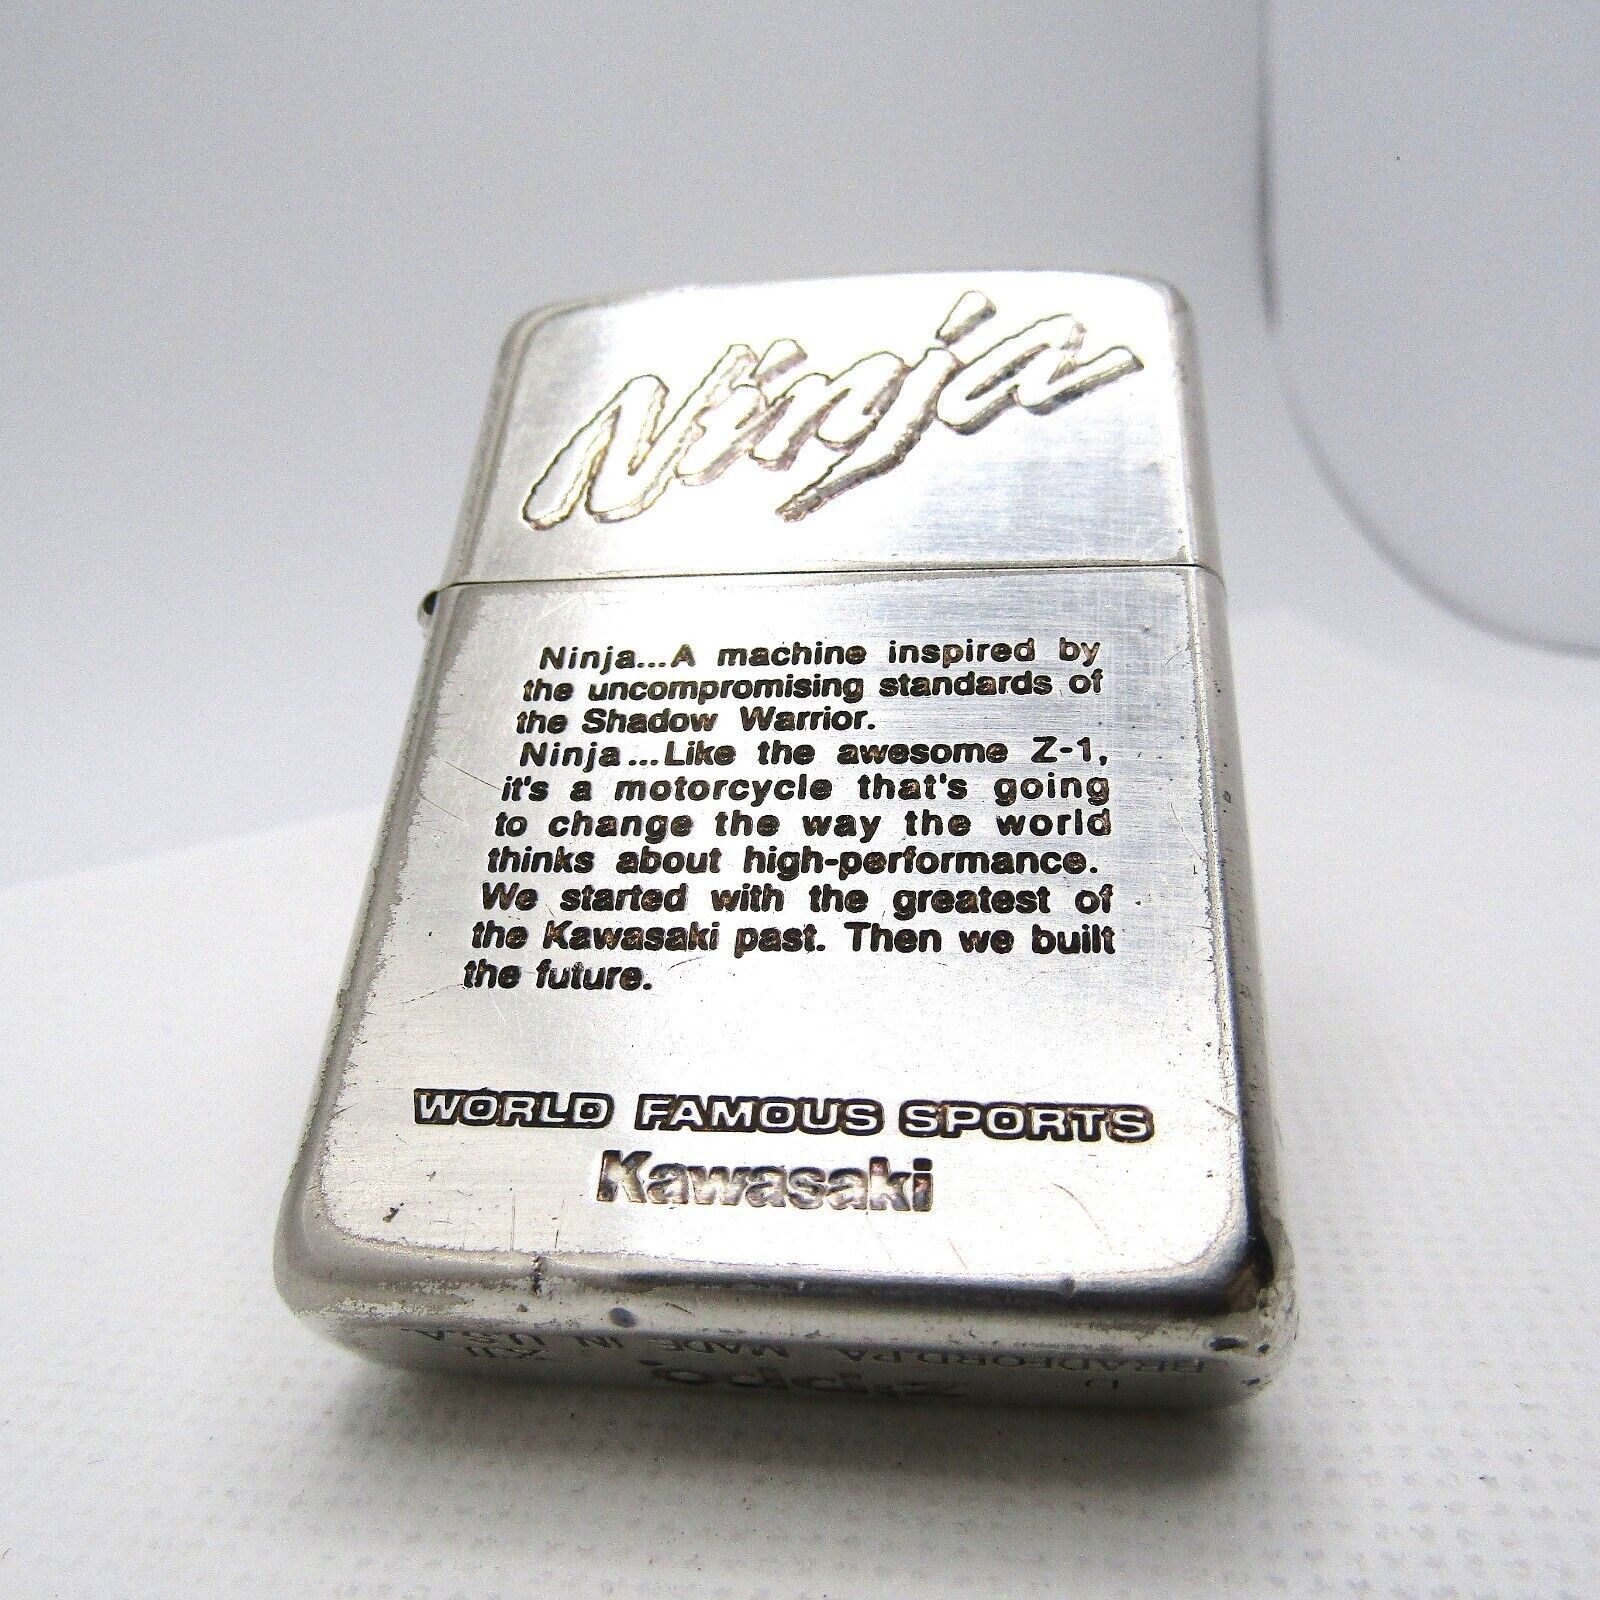 Ninja
Ninja...A machine inspired by
the uncompromising standards of
the Shadow Warrior.
Ninja...Like the awesome Z-1,
it's a motorcycle that's going
to change the way the world
thinks about high-performance.
We started with the greatest of
the Kawasaki past. Then we built
the future.
WORLD FAMOUS SPORTS
Kawasaki
BRADFORD.PA. MADE IN U.S.A.
zippo
XII